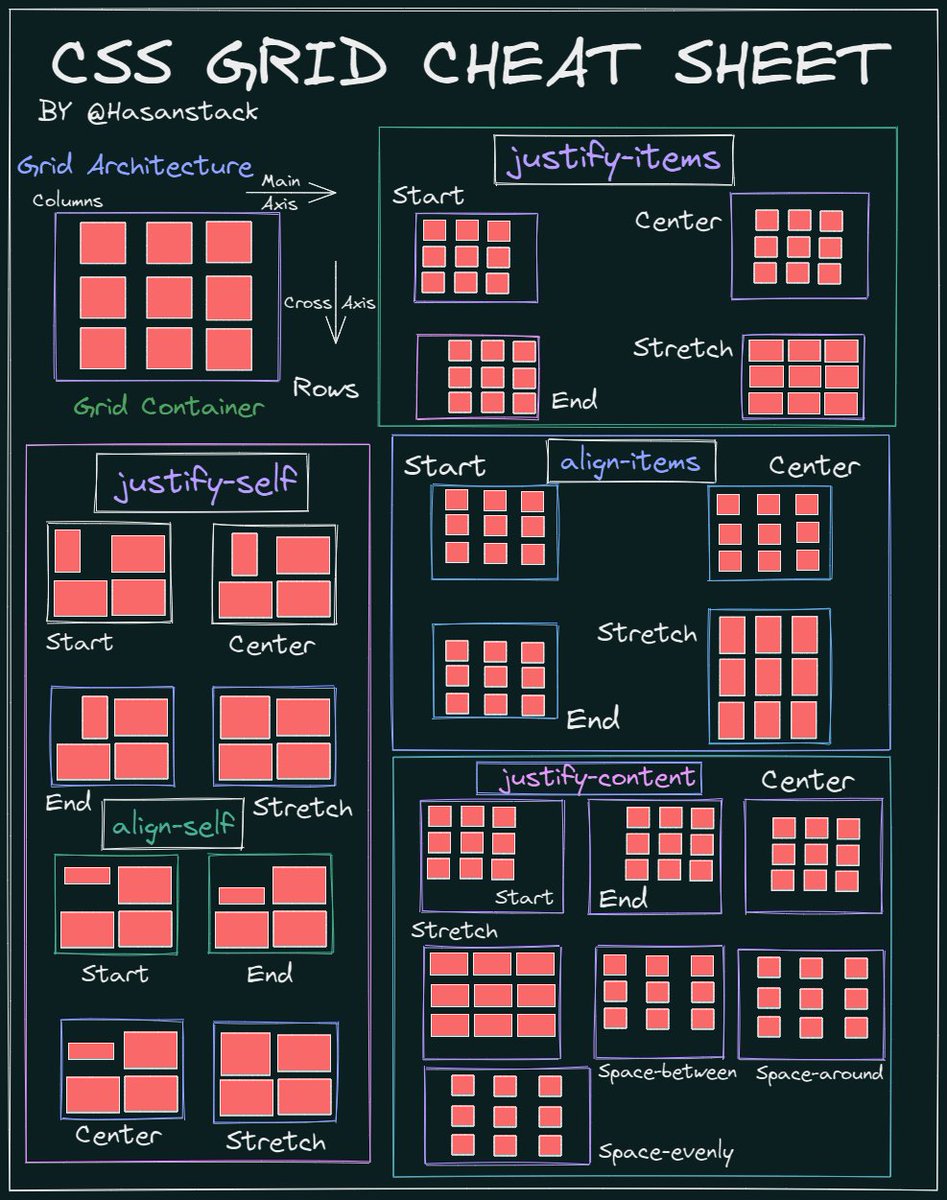 CSS GRID CHEAT SHEET
BY @Hasanstack
Grid Architecture
Columns
Main
Axis
Cross Axis
Rows
Grid Container
justify-items
Start
Center
End
Stretch
justify-self
Start
Center
End
Stretch
align-self
Start
End
Center
Stretch
align-items
Start
Center
End
Stretch
justify-content
Center
Start
End
Stretch
Space-between
Space-around
Space-evenly